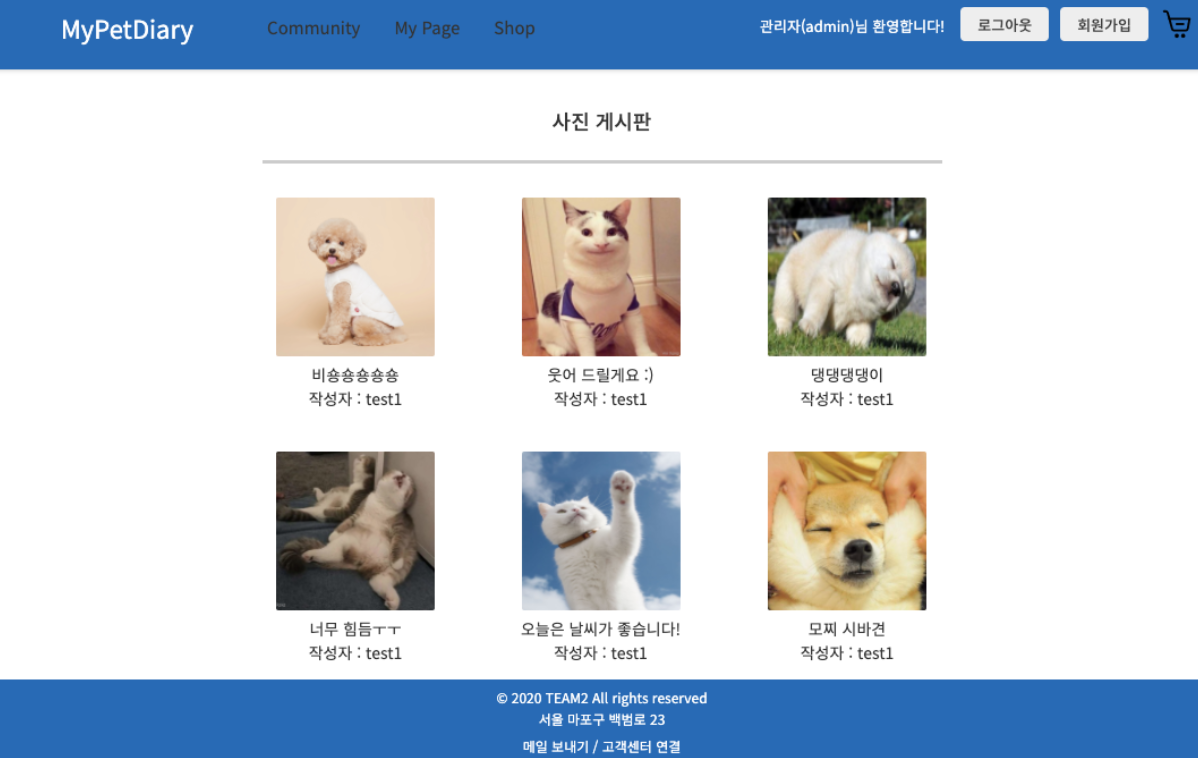 MyPetDiary
Community My Page Shop
관리자(admin)님 환영합니다! 로그아웃 회원가입
사진 게시판
비숑숑숑숑숑
작성자 : test1
웃어 드릴게요 :)
작성자 : test1
댕댕댕댕이
작성자 : test1
너무 힘듬ㅜㅜ
작성자 : test1
오늘은 날씨가 좋습니다!
작성자 : test1
모찌 시바견
작성자 : test1
© 2020 TEAM2 All rights reserved
서울 마포구 백범로 23
메일 보내기 / 고객센터 연결